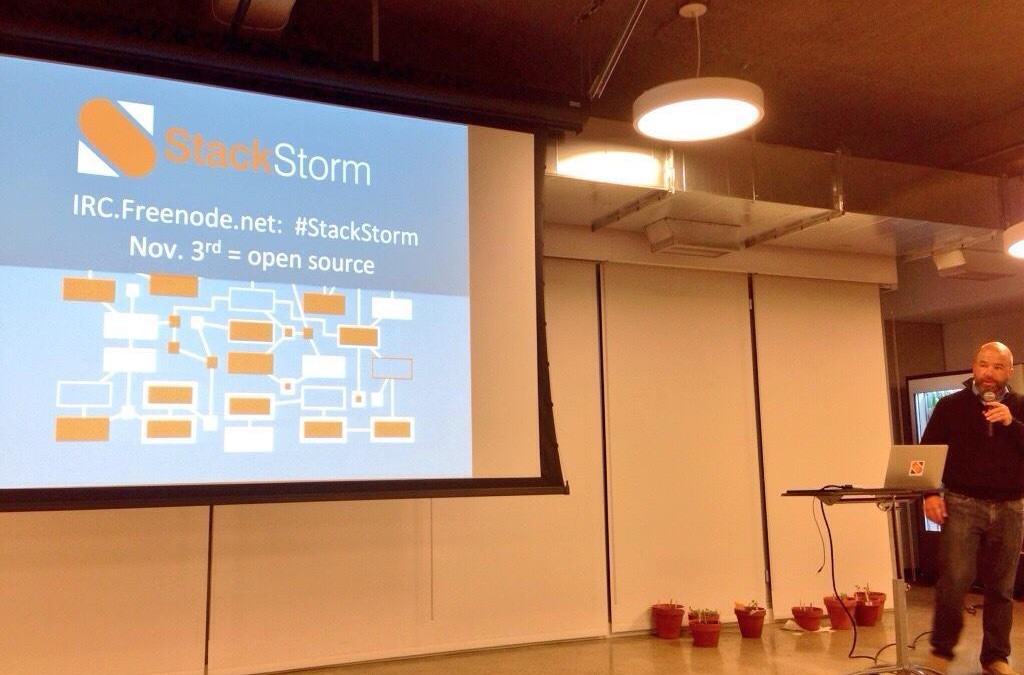 StackStorm
IRC.Freenode.net: #StackStorm
Nov. 3rd = open source